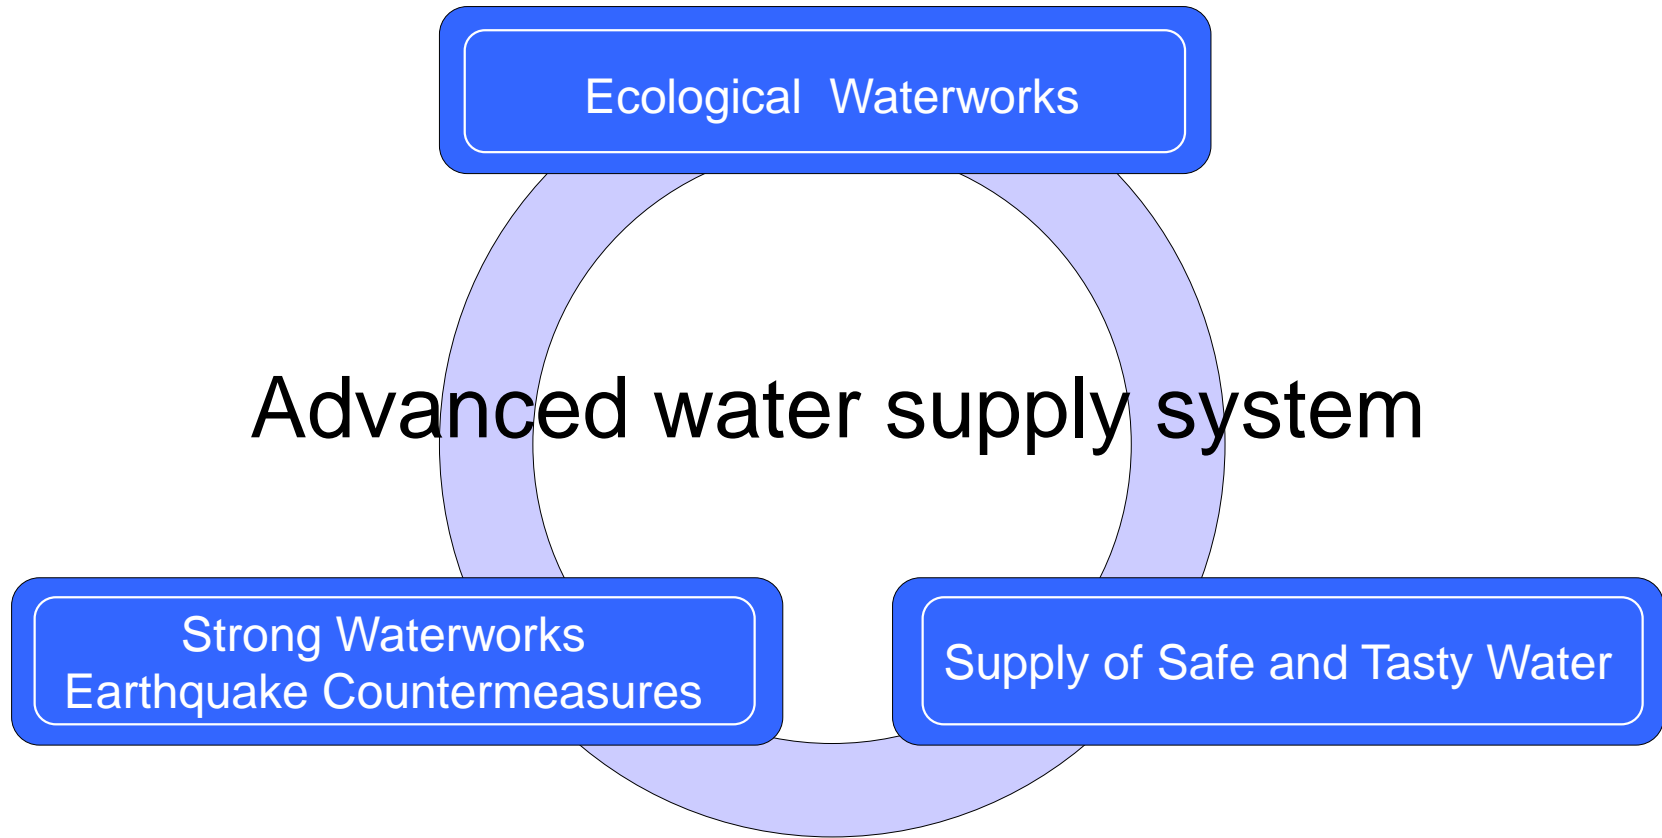 Ecological  Waterworks
Advanced water supply system
Strong Waterworks
Earthquake Countermeasures
Supply of Safe and Tasty Water